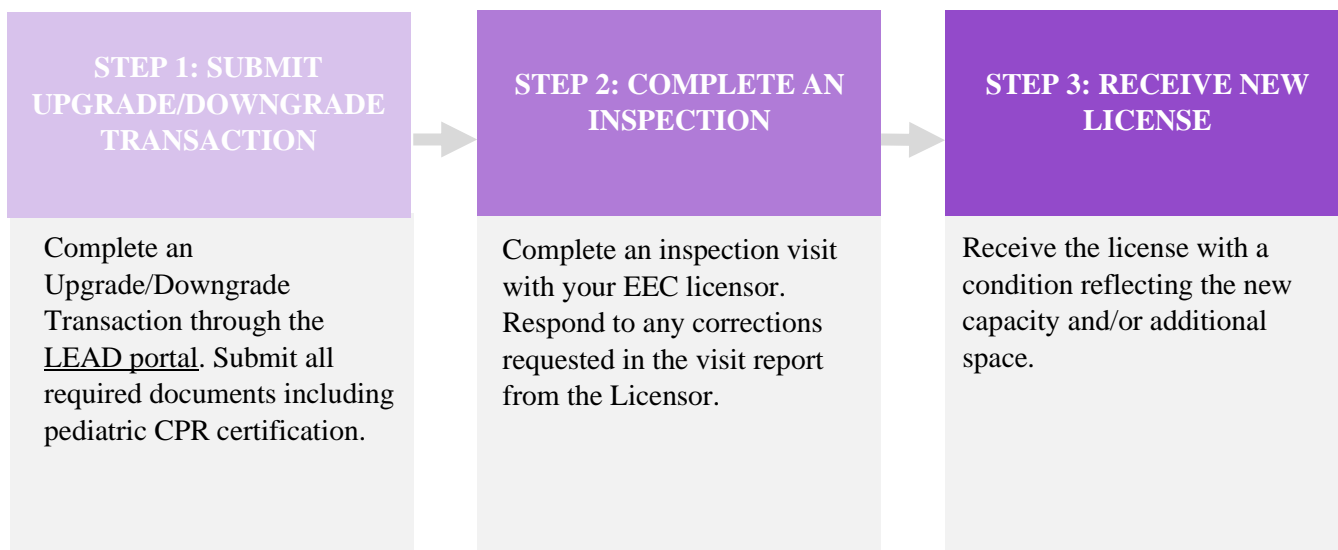 STEP 1: SUBMIT
UPGRADE/DOWNGRADE
TRANSACTION
Complete an
Upgrade/Downgrade
Transaction through the
LEAD portal. Submit all
required documents including
pediatric CPR certification.
STEP 2: COMPLETE AN
INSPECTION
Complete an inspection visit
with your EEC licensor.
Respond to any corrections
requested in the visit report
from the Licensor.
STEP 3: RECEIVE NEW
LICENSE
Receive the license with a
condition reflecting the new
capacity and/or additional
space.